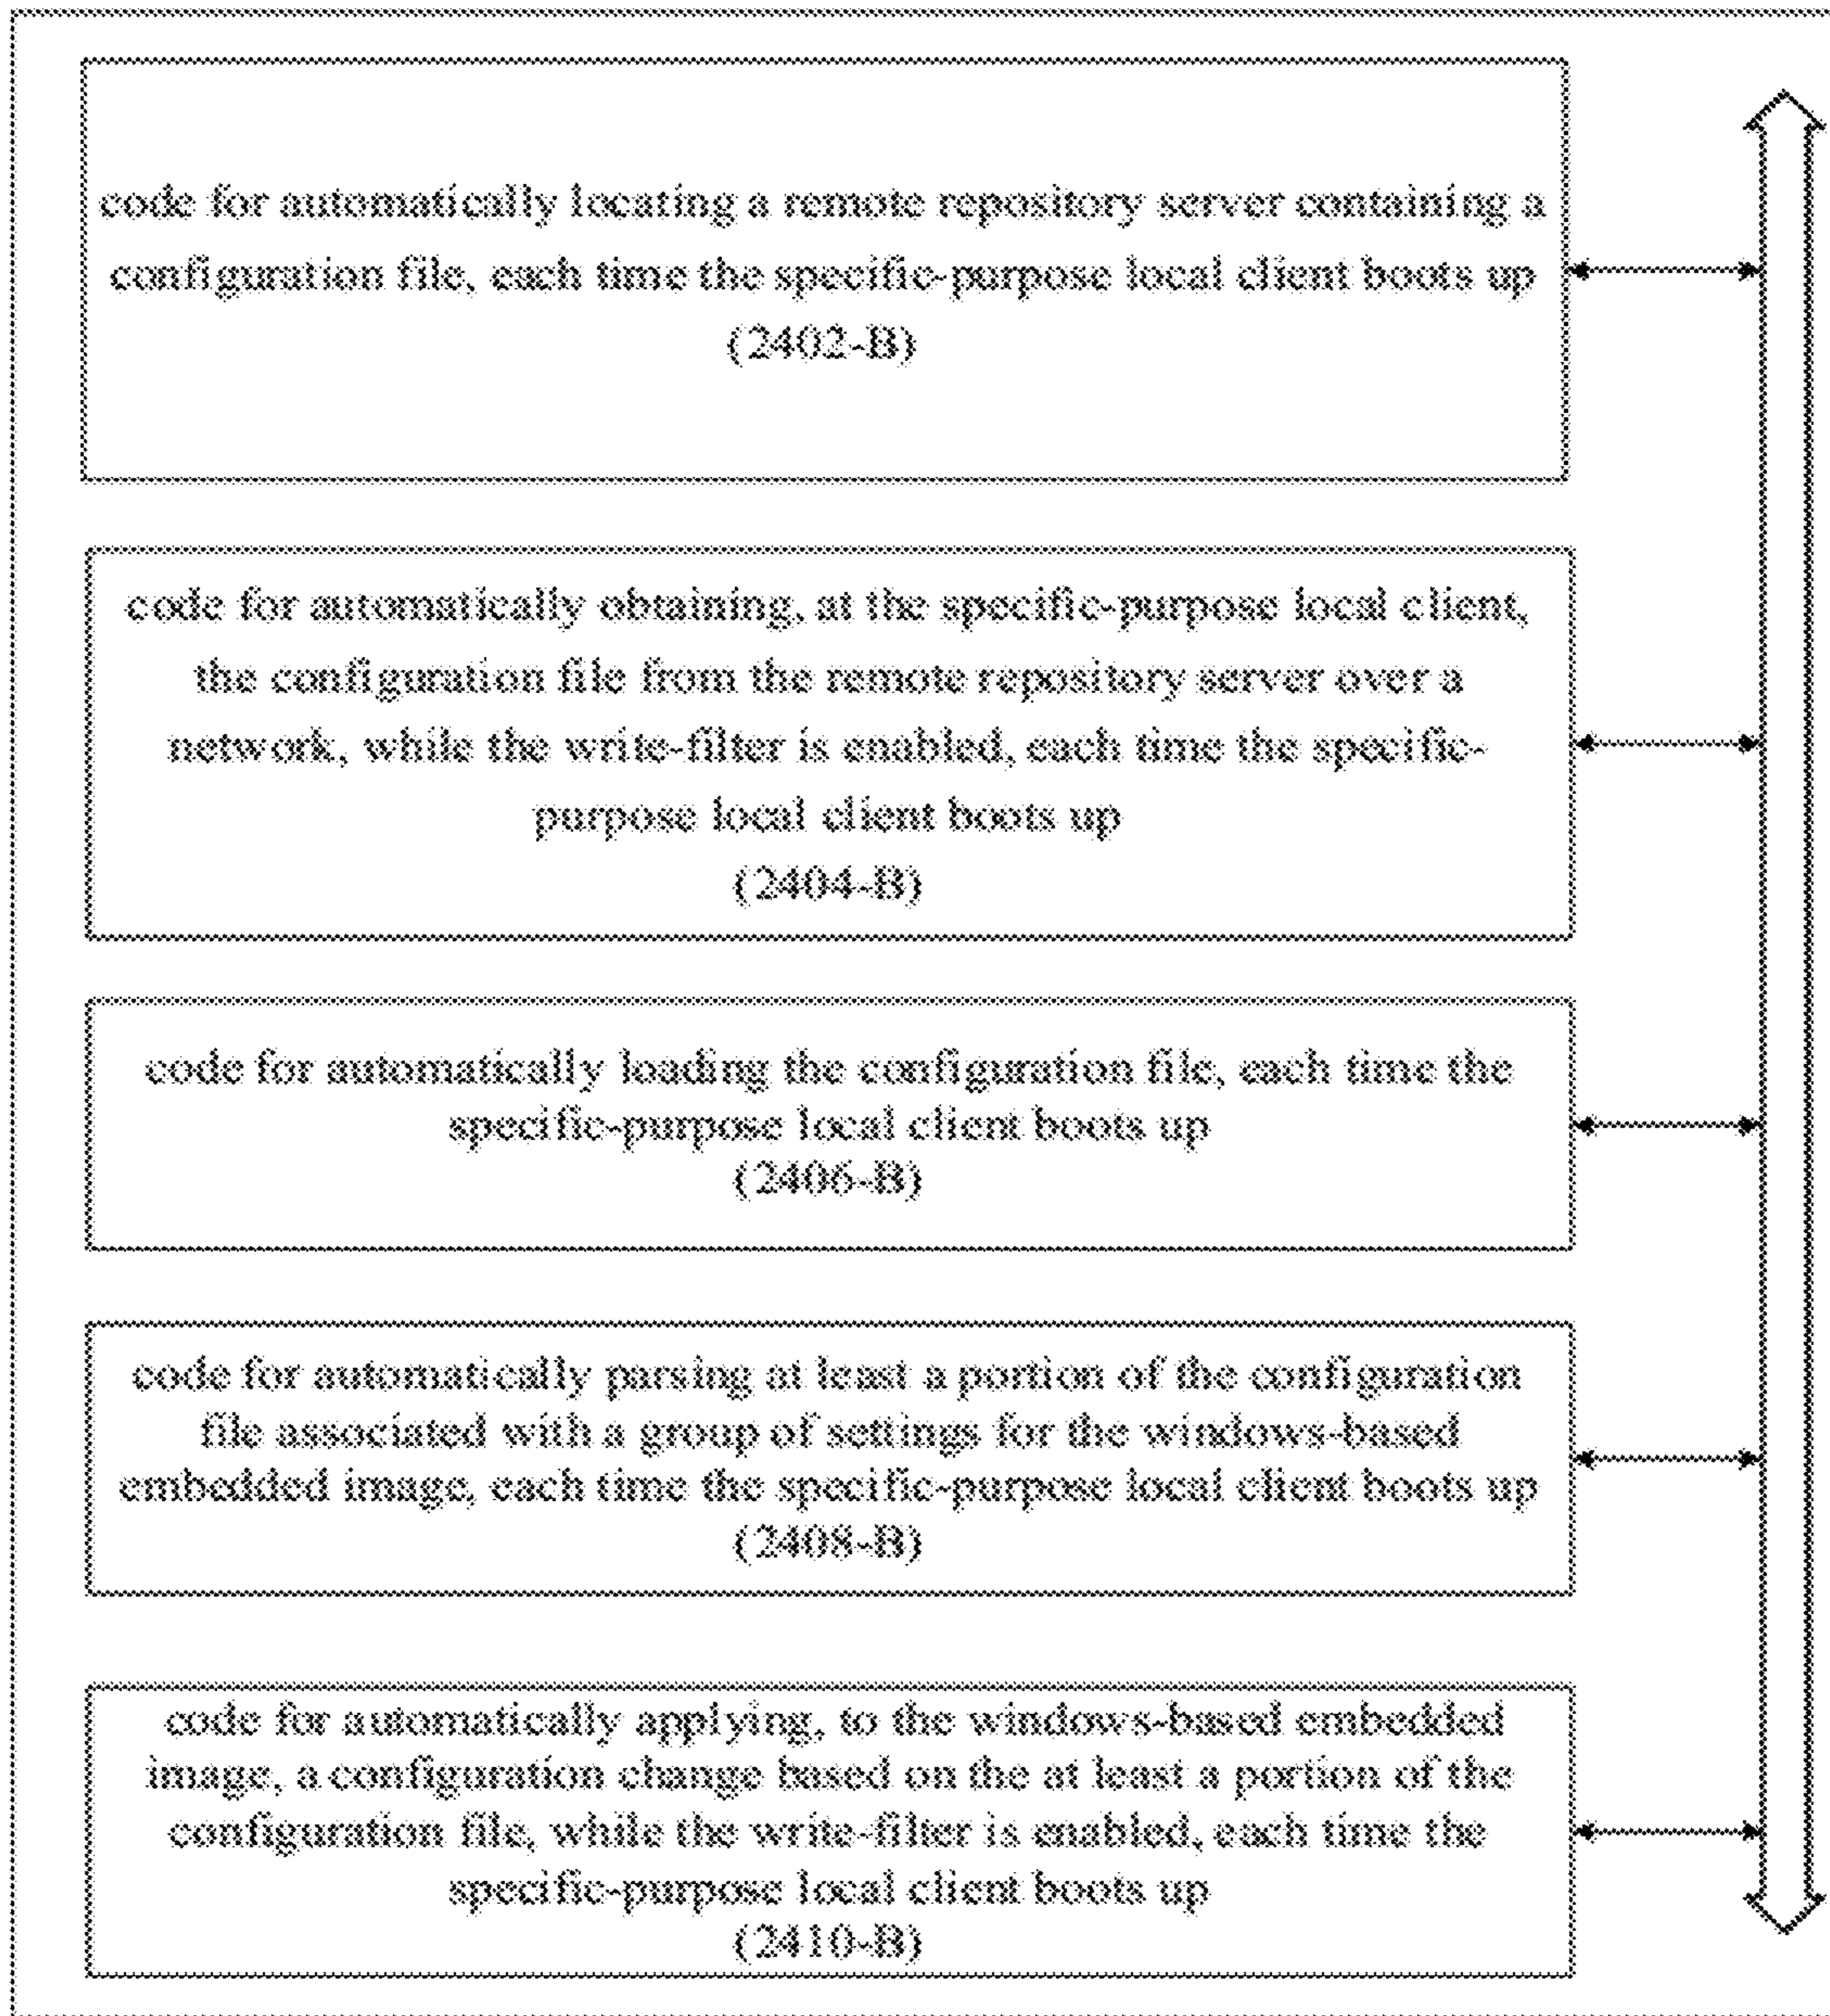 code for automatically locating a remote repository server containing a
configuration file, each time the specific-purpose local client boots up
(2402-B)
code for automatically obtaining, at the specific-purpose local client,
the configuration file from the remote repository server over a
network, while the write-filter is enabled, each time the specific-
purpose local client boots up
(2404-B)
code for automatically loading the configuration file, each time the
specific-purpose local client boots up
(2406-B)
code for automatically parsing at least a portion of the configuration
file associated with a group of settings for the windows-based
embedded image, each time the specific-purpose local client boots up
(2408-B)
code for automatically applying, to the windows-based embedded
image, a configuration change based on the at least a portion of the
configuration file, while the write-filter is enabled, each time the
specific-purpose local client boots up
(2410-B)